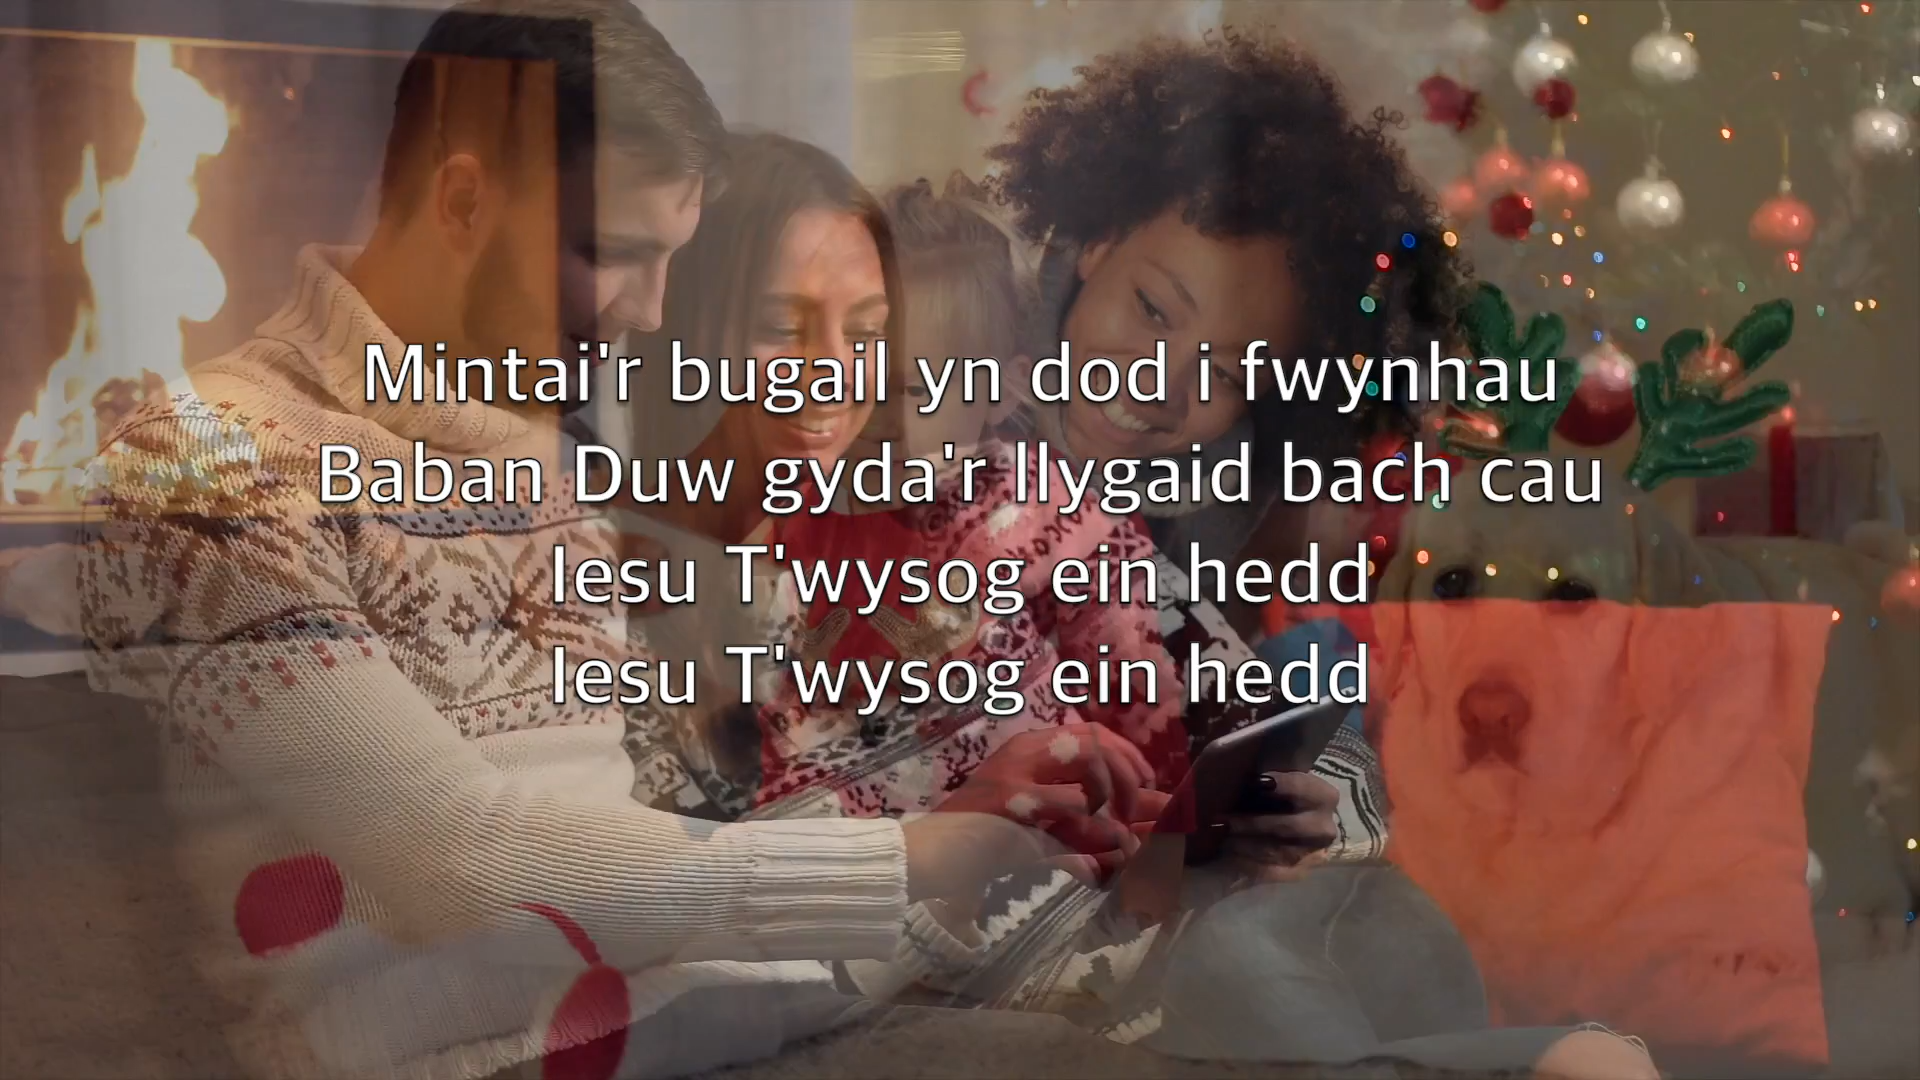 Mintai'r bugail yn dod i fwynhau
Baban Duw gyda'r llygaid bach cau
Iesu T'wysog ein hedd
Iesu T'wysog ein hedd